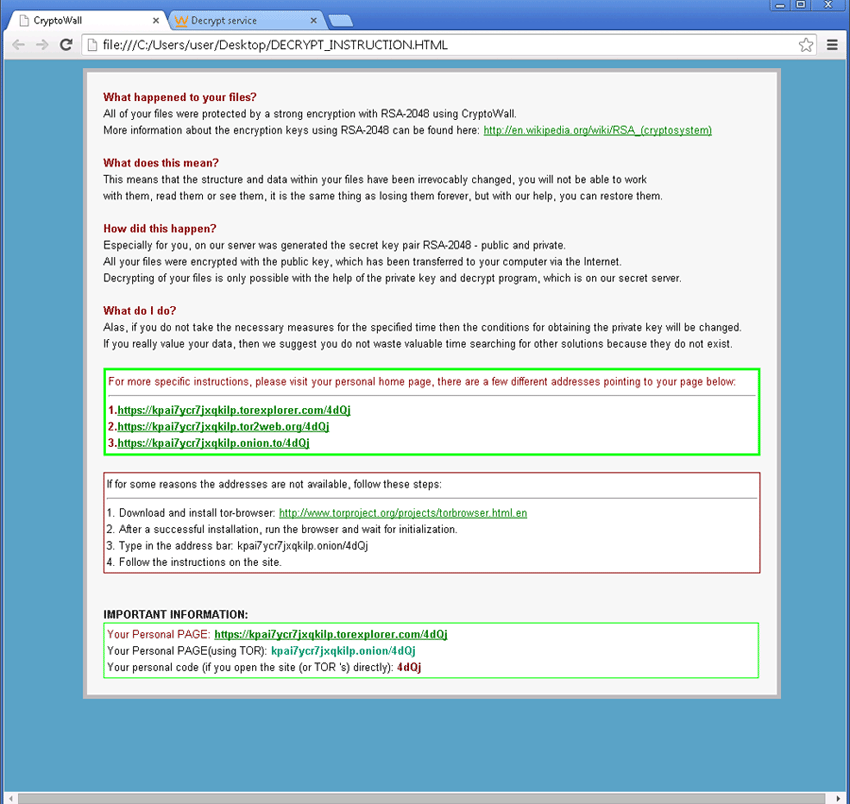 CryptoWall
Decrypt service
file:///C:/Users/user/Desktop/DECRYPT_INSTRUCTION.HTML
What happened to your files?
All of your files were protected by a strong encryption with RSA-2048 using CryptoWall.
More information about the encryption keys using RSA-2048 can be found here: http://en.wikipedia.org/wiki/RSA_(cryptosystem)
What does this mean?
This means that the structure and data within your files have been irrevocably changed, you will not be able to work
with them, read them or see them, it is the same thing as losing them forever, but with our help, you can restore them.
How did this happen?
Especially for you, on our server was generated the secret key pair RSA-2048 - public and private.
All your files were encrypted with the public key, which has been transferred to your computer via the Internet.
Decrypting of your files is only possible with the help of the private key and decrypt program, which is on our secret server.
What do I do?
Alas, if you do not take the necessary measures for the specified time then the conditions for obtaining the private key will be changed.
If you really value your data, then we suggest you do not waste valuable time searching for other solutions because they do not exist.
For more specific instructions, please visit your personal home page, there are a few different addresses pointing to your page below:
1.https://kpai7ycr7jxqkilp.torexplorer.com/4dQj
2.https://kpai7ycr7jxqkilp.tor2web.org/4dQj
3.https://kpai7ycr7jxqkilp.onion.to/4dQj
If for some reasons the addresses are not available, follow these steps:
1. Download and install tor-browser: http://www.torproject.org/projects/torbrowser.html.en
2. After a successful installation, run the browser and wait for initialization.
3. Type in the address bar: kpai7ycr7jxqkilp.onion/4dQj
4. Follow the instructions on the site.
IMPORTANT INFORMATION:
Your Personal PAGE: https://kpai7ycr7jxqkilp.torexplorer.com/4dQj
Your Personal PAGE(using TOR): kpai7ycr7jxqkilp.onion/4dQj
Your personal code (if you open the site (or TOR 's) directly): 4dQj